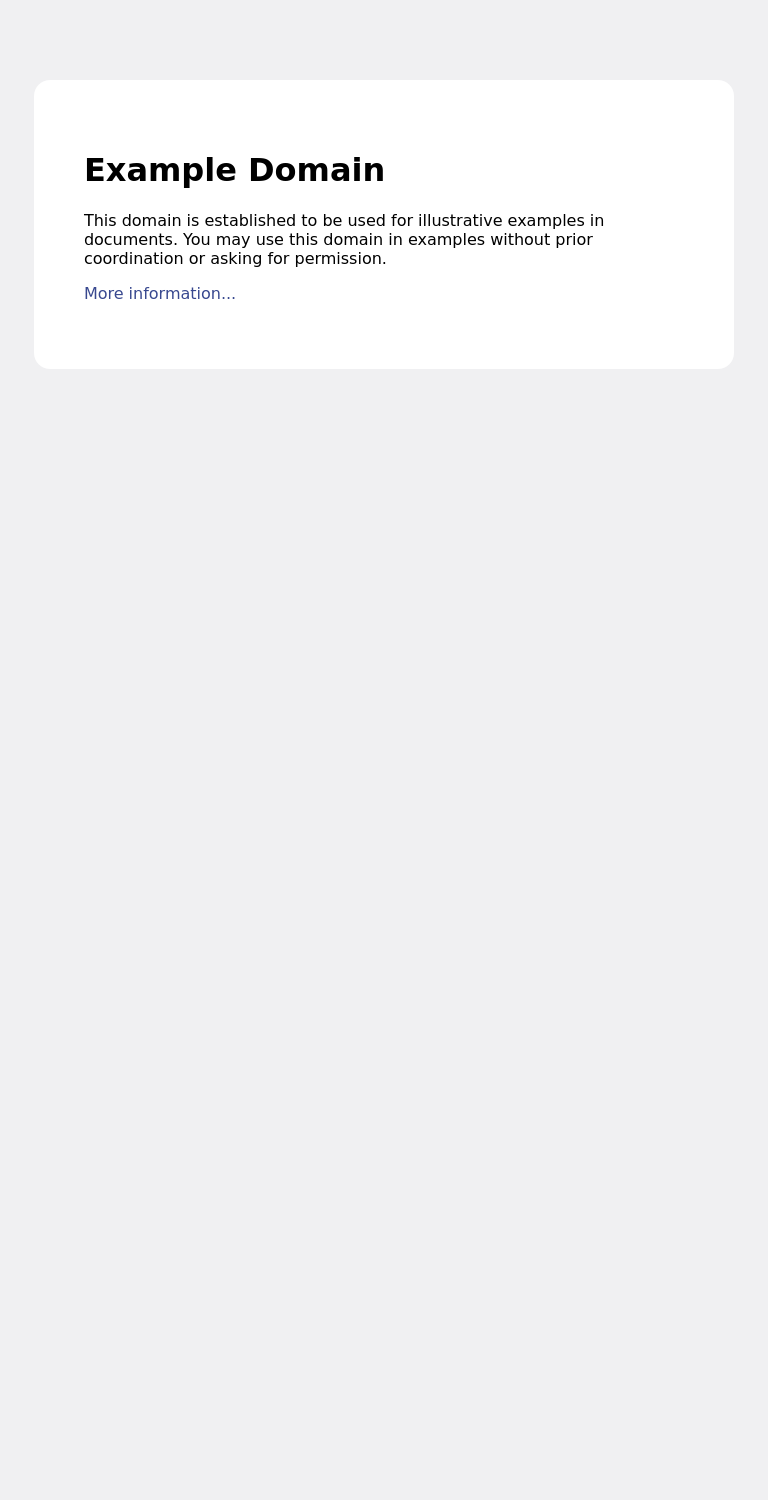 Example Domain
This domain is established to be used for illustrative examples in
documents. You may use this domain in examples without prior
coordination or asking for permission.
More information...